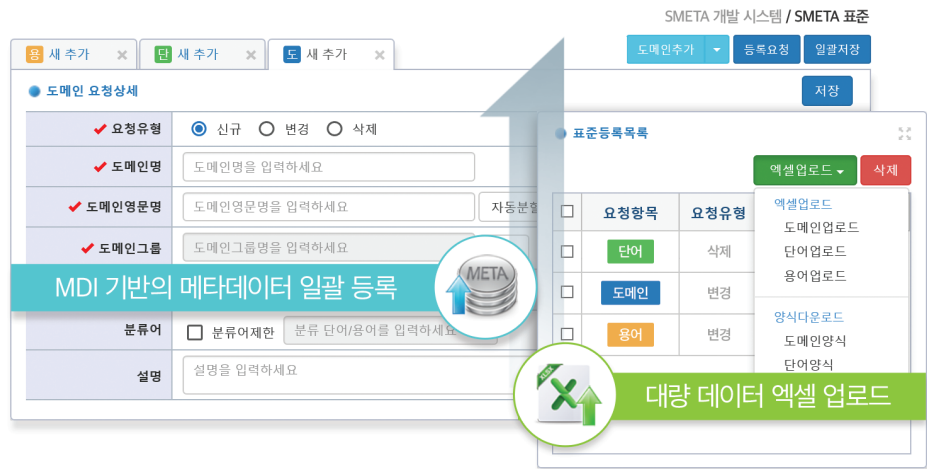 SMETA 개발 시스템 / SMETA 표준
용 새 추가 × 단 새 추가 × 도 새 추가 ×
도메인추가 등록요청 일괄저장
도메인 요청상세
저장
요청유형 신규 변경 삭제
도메인명 도메인명을 입력하세요
도메인영문명 도메인영문명을 입력하세요 자동분할
도메인그룹 도메인그룹명을 입력하세요
MDI 기반의 메타데이터 일괄 등록
META
분류어 분류어제한 분류 단어/용어를 입력하세요
설명 설명을 입력하세요
표준등록목록
엑셀업로드 삭제
요청항목 요청유형
단어 삭제
도메인 변경
용어 변경
엑셀업로드
도메인업로드
단어업로드
용어업로드
양식다운로드
도메인양식
단어양식
XLSX
대량 데이터 엑셀 업로드